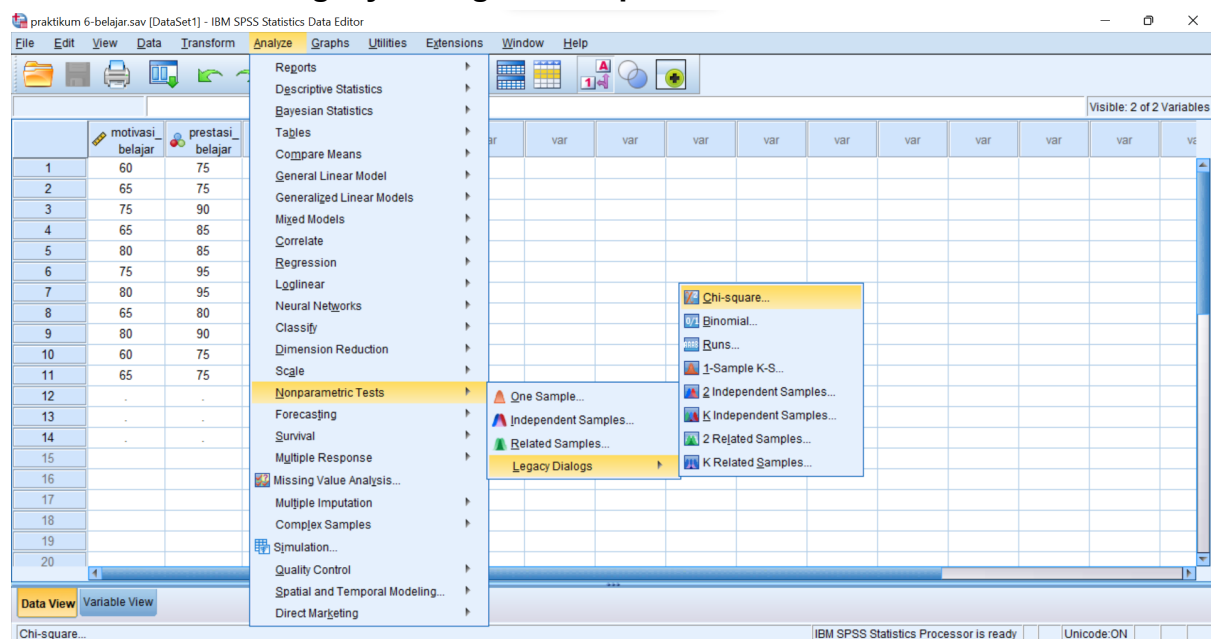 praktikum 6-belajar.sav [DataSet1] - IBM SPSS Statistics Data Editor
File Edit View Data Transform Analyze Graphs Utilities Extensions Window Help
Visible: 2 of 2 Variables
motivasi_belajar prestasi_belajar var var var var var var var var var
1 60 75
2 65 75
3 75 90
4 65 85
5 80 85
6 75 95
7 80 95
8 65 80
9 80 90
10 60 75
11 65 75
12 . .
13 . .
14 . .
15
16
17
18
19
20
Reports
Descriptive Statistics
Bayesian Statistics
Tables
Compare Means
General Linear Model
Generalized Linear Models
Mixed Models
Correlate
Regression
Loglinear
Neural Networks
Classify
Dimension Reduction
Scale
Nonparametric Tests
Forecasting
Survival
Multiple Response
Missing Value Analysis...
Multiple Imputation
Complex Samples
Simulation...
Quality Control
Spatial and Temporal Modeling...
Direct Marketing
One Sample...
Independent Samples...
Related Samples...
Legacy Dialogs
Chi-square...
Binomial...
Runs...
1-Sample K-S...
2 Independent Samples...
K Independent Samples...
2 Related Samples...
K Related Samples...
Data View Variable View
Chi-square... IBM SPSS Statistics Processor is ready Unicode:ON